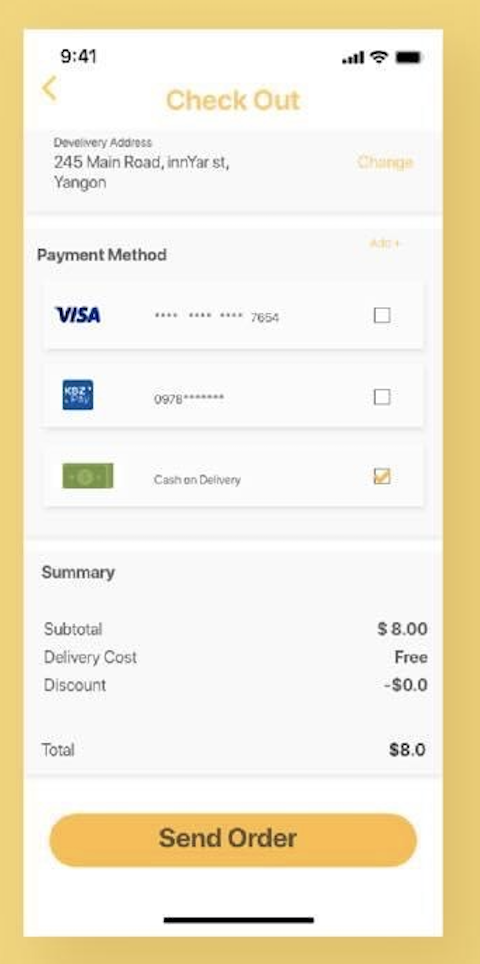 9:41
Check Out
Develivery Address
245 Main Road, innYar st,
Yangon
Change
Add +
Payment Method
VISA
**** **** **** 7654
KBZ Pay
0978*******
Cash on Delivery
Summary
Subtotal $ 8.00
Delivery Cost Free
Discount -$0.0
Total $8.0
Send Order